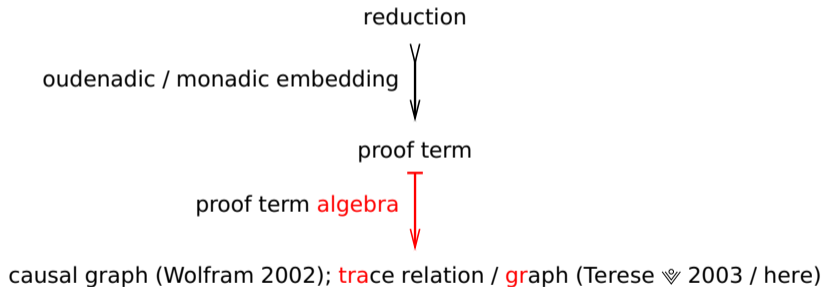 reduction
oudenadic / monadic embedding
proof term
proof term algebra
causal graph (Wolfram 2002); trace relation / graph (Terese 2003 / here)